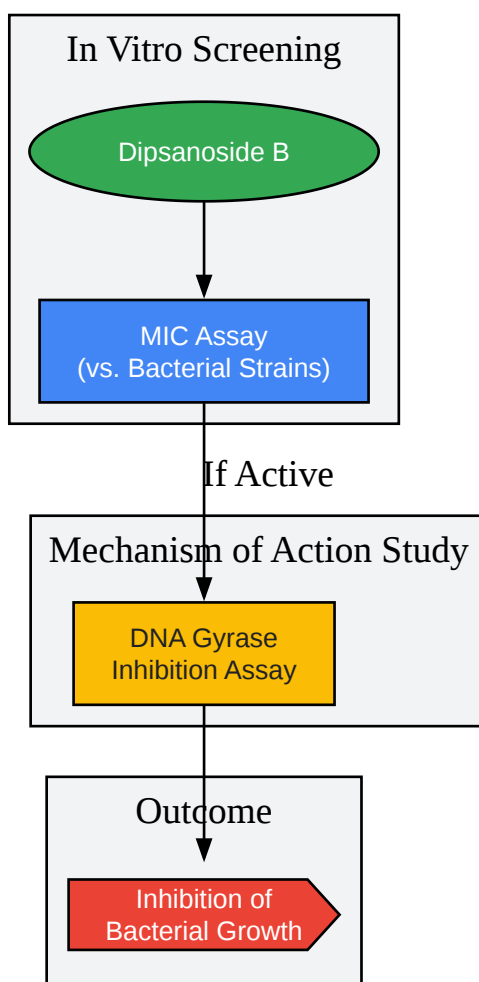 In Vitro Screening
Dipsanoside B
MIC Assay
(vs. Bacterial Strains)
If Active
Mechanism of Action Study
DNA Gyrase
Inhibition Assay
Outcome
Inhibition of
Bacterial Growth